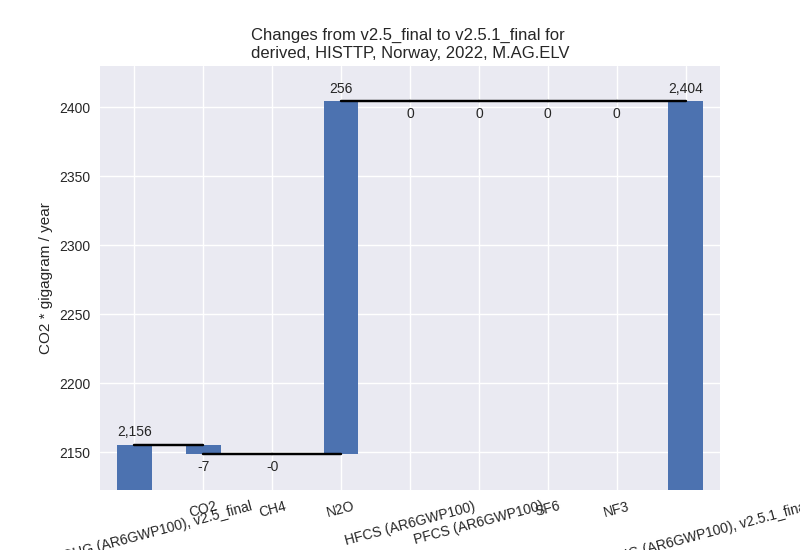 Changes from v2.5_final to v2.5.1_final for
derived, HISTTP, Norway, 2022, M.AG.ELV
CO2 * gigagram / year
2400
2350
2300
2250
2200
2150
2,156
-7
-0
256
0
0
0
0
2,404
(AR6GWP100), v2.5_final
CO2
CH4
N2O
HFCS (AR6GWP100)
PFCS (AR6GWP100)
SF6
NF3
(AR6GWP100), v2.5.1_fina